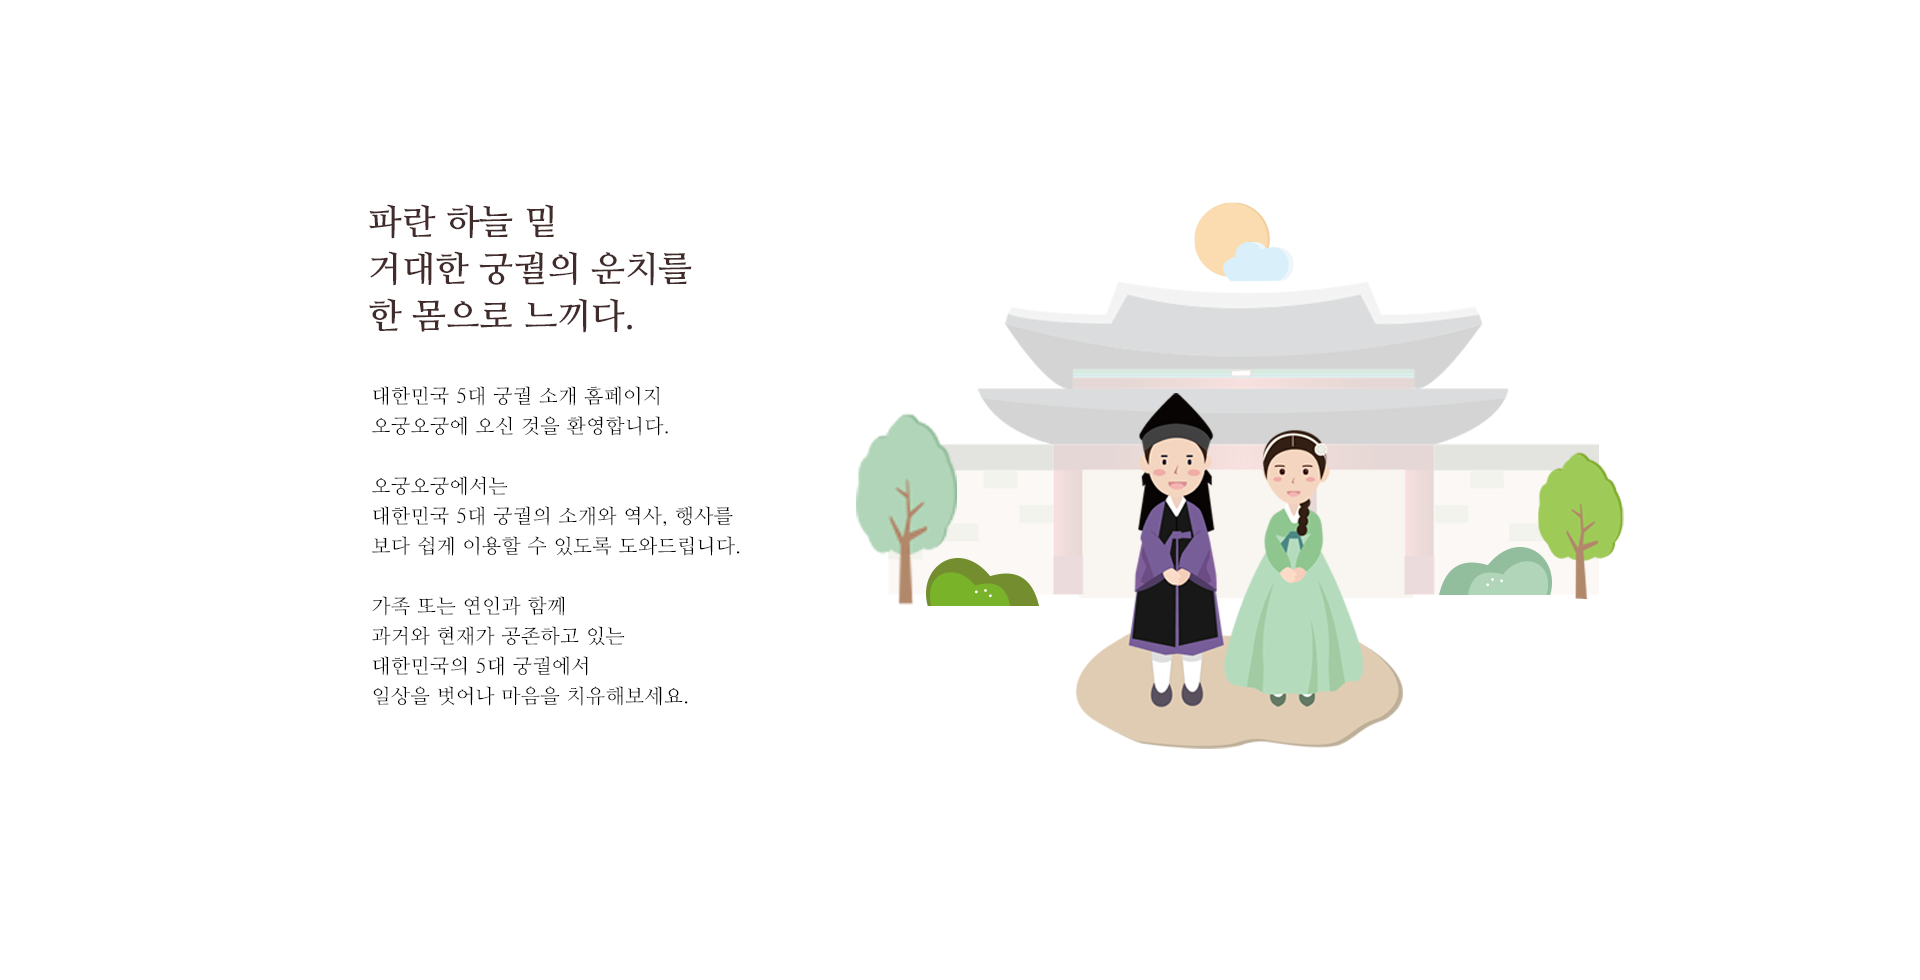 파란 하늘 밑
거대한 궁궐의 운치를
한 몸으로 느끼다.
대한민국 5대 궁궐 소개 홈페이지
오궁오궁에 오신 것을 환영합니다.
오궁오궁에서는
대한민국 5대 궁궐의 소개와 역사, 행사를
보다 쉽게 이용할 수 있도록 도와드립니다.
가족 또는 연인과 함께
과거와 현재가 공존하고 있는
대한민국의 5대 궁궐에서
일상을 벗어나 마음을 치유해보세요.